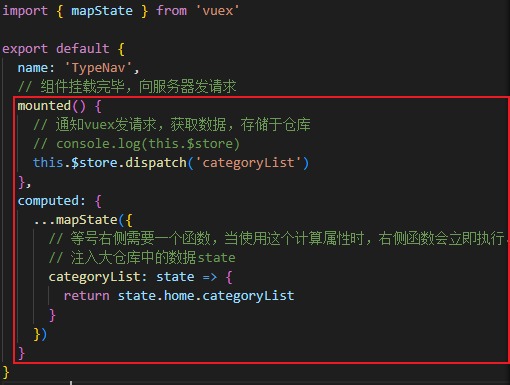 import { mapState } from 'vuex'
export default {
name: 'TypeNav',
// 组件挂载完毕，向服务器发请求
mounted() {
// 通知vuex发请求，获取数据，存储于仓库
// console.log(this.$store)
this.$store.dispatch('categoryList')
},
computed: {
...mapState({
// 等号右侧需要一个函数，当使用这个计算属性时，右侧函数会立即执行，
// 注入大仓库中的数据state
categoryList: state => {
return state.home.categoryList
}
})
}
}